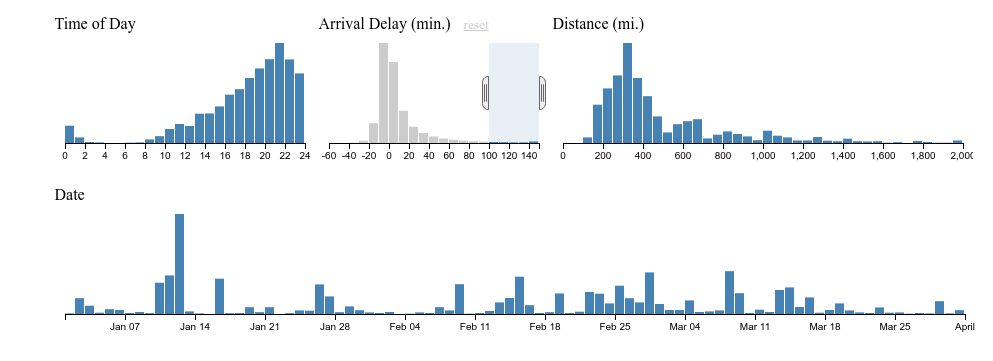 Time of Day
Arrival Delay (min.) reset
Distance (mi.)
0 2 4 6 8 10 12 14 16 18 20 22 24
-60 -40 -20 0 20 40 60 80 100 120 140
0 200 400 600 800 1,000 1,200 1,400 1,600 1,800 2,00
Date
Jan 07 Jan 14 Jan 21 Jan 28 Feb 04 Feb 11 Feb 18 Feb 25 Mar 04 Mar 11 Mar 18 Mar 25 April